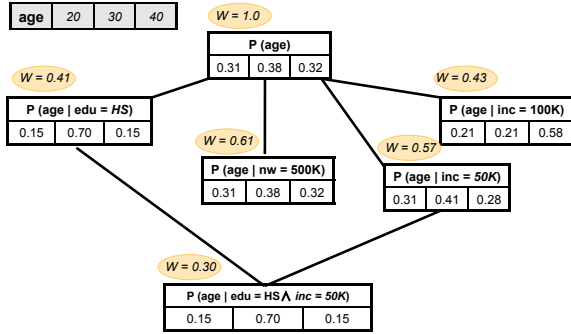 age 20 30 40
W = 1.0
P (age)
0.31 0.38 0.32
W = 0.41
P (age | edu = HS)
0.15 0.70 0.15
W = 0.43
P (age | inc = 100K)
0.21 0.21 0.58
W = 0.61
P (age | nw = 500K)
0.31 0.38 0.32
W = 0.57
P (age | inc = 50K)
0.31 0.41 0.28
W = 0.30
P (age | edu = HS Λ inc = 50K)
0.15 0.70 0.15